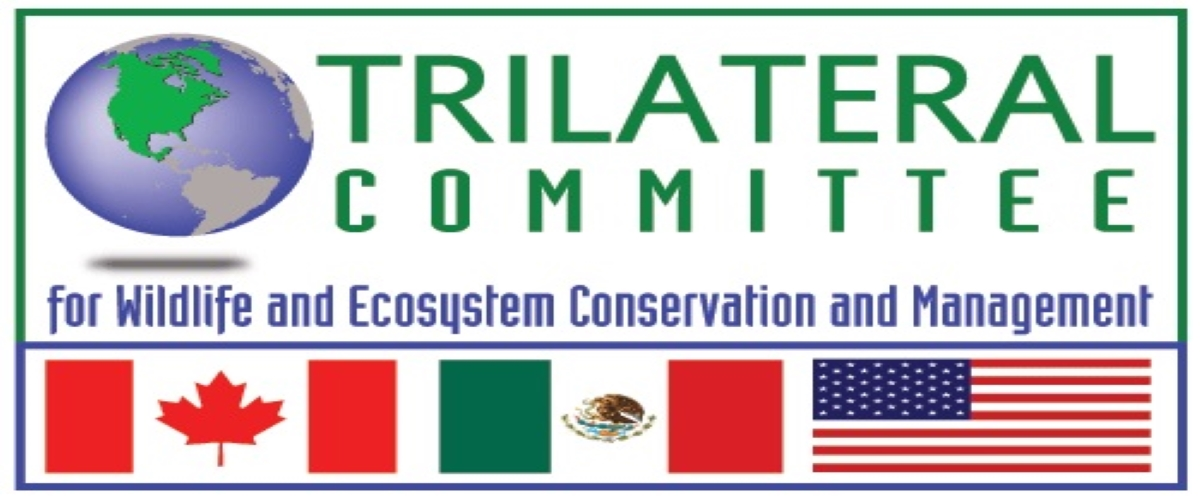 TRILATERAL
COMMITTEE
for Wildlife and Ecosystem Conservation and Management